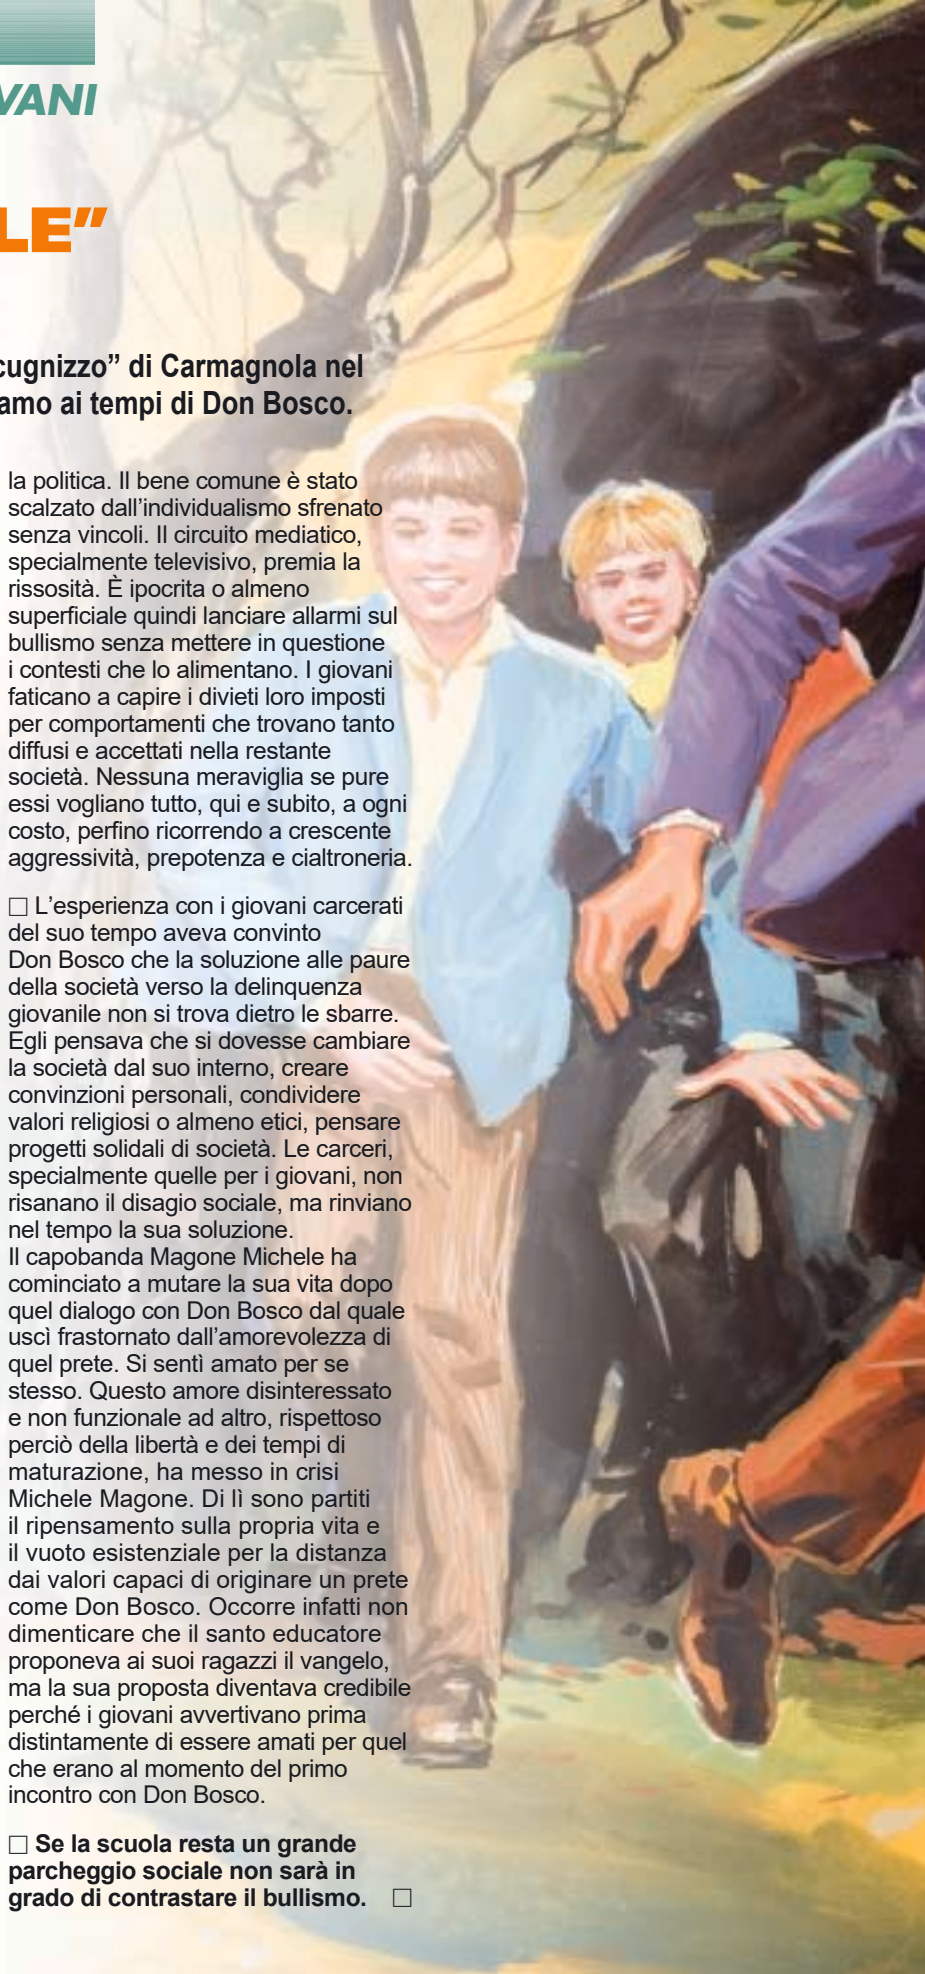 VANI
LE”
cugnizzo” di Carmagnola nel
amo ai tempi di Don Bosco.
la politica. Il bene comune è stato
scalzato dall’individualismo sfrenato
senza vincoli. Il circuito mediatico,
specialmente televisivo, premia la
rissosità. È ipocrita o almeno
superficiale quindi lanciare allarmi sul
bullismo senza mettere in questione
i contesti che lo alimentano. I giovani
faticano a capire i divieti loro imposti
per comportamenti che trovano tanto
diffusi e accettati nella restante
società. Nessuna meraviglia se pure
essi vogliano tutto, qui e subito, a ogni
costo, perfino ricorrendo a crescente
aggressività, prepotenza e cialtroneria.
□ L’esperienza con i giovani carcerati
del suo tempo aveva convinto
Don Bosco che la soluzione alle paure
della società verso la delinquenza
giovanile non si trova dietro le sbarre.
Egli pensava che si dovesse cambiare
la società dal suo interno, creare
convinzioni personali, condividere
valori religiosi o almeno etici, pensare
progetti solidali di società. Le carceri,
specialmente quelle per i giovani, non
risanano il disagio sociale, ma rinviano
nel tempo la sua soluzione.
Il capobanda Magone Michele ha
cominciato a mutare la sua vita dopo
quel dialogo con Don Bosco dal quale
uscì frastornato dall’amorevolezza di
quel prete. Si sentì amato per se
stesso. Questo amore disinteressato
e non funzionale ad altro, rispettoso
perciò della libertà e dei tempi di
maturazione, ha messo in crisi
Michele Magone. Di lì sono partiti
il ripensamento sulla propria vita e
il vuoto esistenziale per la distanza
dai valori capaci di originare un prete
come Don Bosco. Occorre infatti non
dimenticare che il santo educatore
proponeva ai suoi ragazzi il vangelo,
ma la sua proposta diventava credibile
perché i giovani avvertivano prima
distintamente di essere amati per quel
che erano al momento del primo
incontro con Don Bosco.
□ Se la scuola resta un grande
parcheggio sociale non sarà in
grado di contrastare il bullismo. □